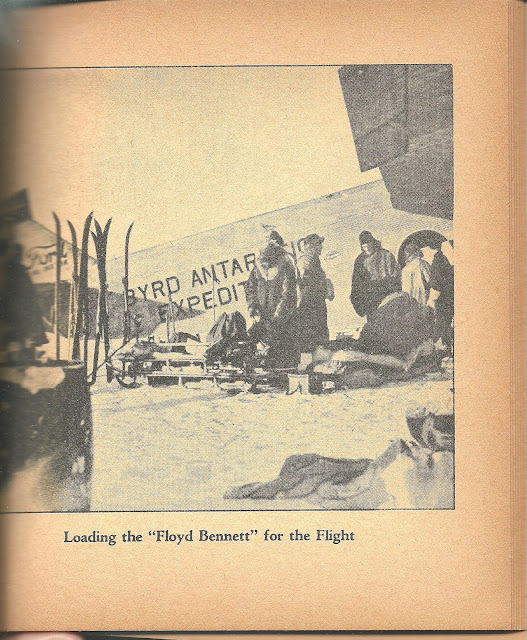 BYRD ANTAR
EXPEDIT
Loading the “Floyd Bennett” for the Flight